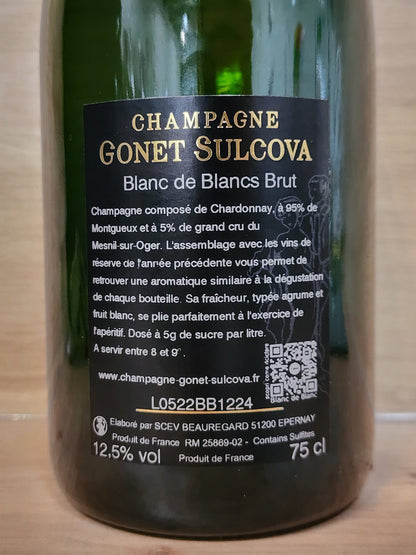 CHAMPAGNE
GONET SULCOVA
Blanc de Blancs Brut
Champagne composé de Chardonnay, à 95% de
Montgueux et à 5% de grand cru du
Mesnil-sur-Oger. L'assemblage avec les vins de
réserve de l'année précédente vous permet de
retrouver une aromatique similaire à la dégustation
de chaque bouteille. Sa fraîcheur, typée agrume et
fruit blanc, se plie parfaitement à l'exercice de
l'apéritif. Dosé à 5g de sucre par litre.
A servir entre 8 et 9°.
www.champagne-gonet-sulcova.fr
Blanc de Blanc
L0522BB1224
Elaboré par SCEV BEAUREGARD 51200 EPERNAY
Produit de France RM 25869-02 - Contains Sulfites
12,5% vol Produit de France 75 cl